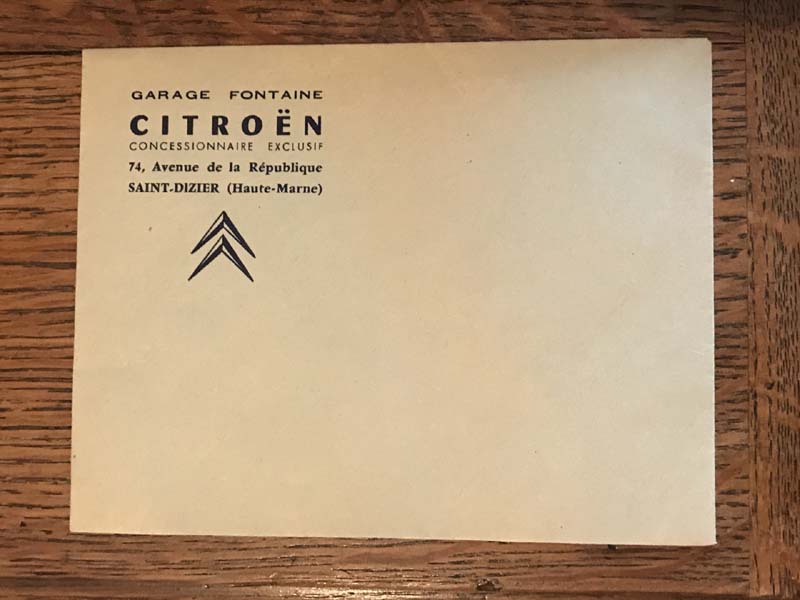 GARAGE FONTAINE
CITROËN
CONCESSIONNAIRE EXCLUSIF
74, Avenue de la République
SAINT-DIZIER (Haute-Marne)